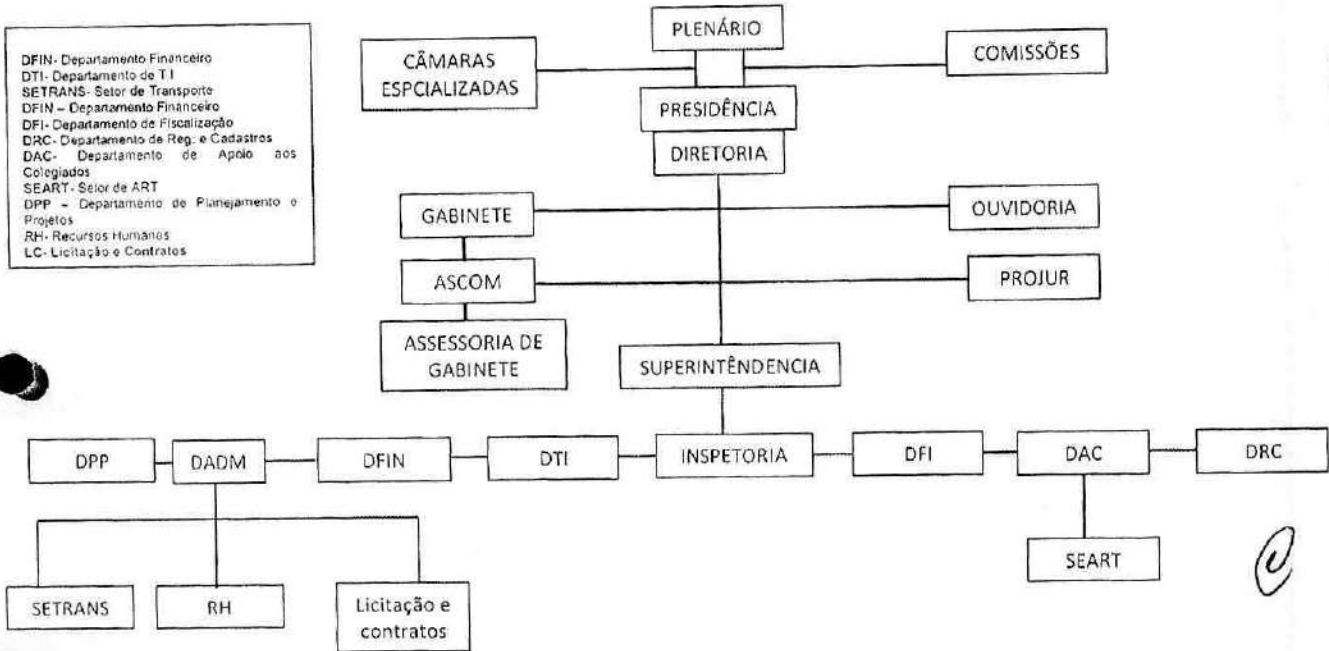 DFIN- Departamento Financeiro
DTI- Departamento de T I
SETRANS- Setor de Transporte
DFIN – Departamento Financeiro
DFI- Departamento de Fiscalização
DRC- Departamento de Reg: e Cadastros
DAC- Departamento de Apoio aos
Colegiados
SEART- Setor de ART
DPP – Departamento de Planejamento e
Projetos
RH- Recursos Humanos
LC- Licitação e Contratos
PLENÁRIO
CÂMARAS
ESPCIALIZADAS
COMISSÕES
PRESIDÊNCIA
DIRETORIA
GABINETE
OUVIDORIA
ASCOM
PROJUR
ASSESSORIA DE
GABINETE
SUPERINTÊNDENCIA
DPP
DADM
DFIN
DTI
INSPETORIA
DFI
DAC
DRC
SEART
SETRANS
RH
Licitação e
contratos